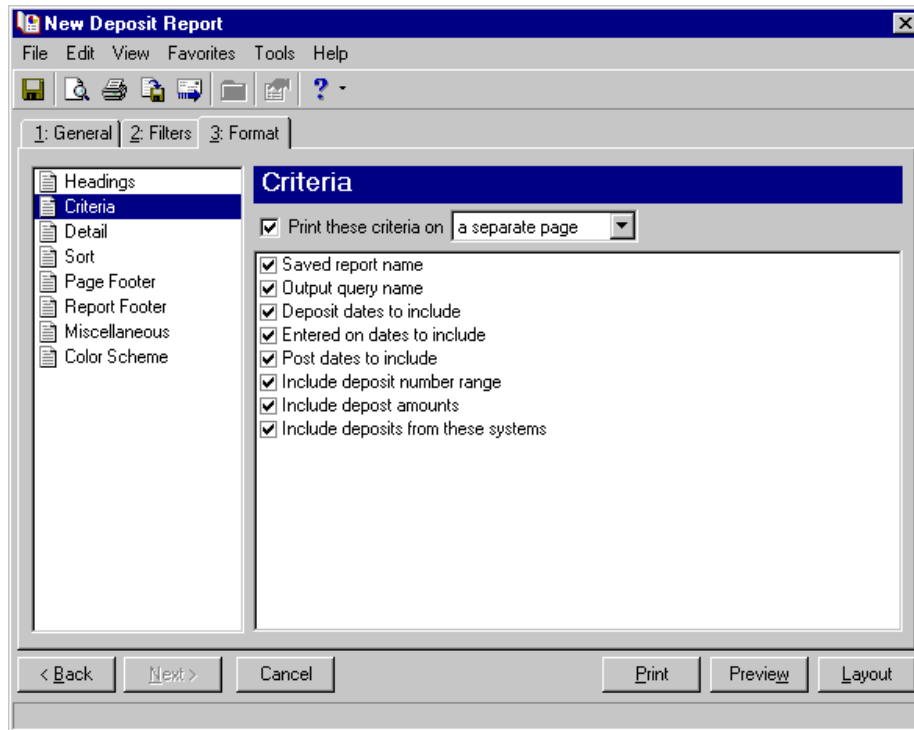 New Deposit Report
File Edit View Favorites Tools Help
?
1: General 2: Filters 3: Format
Headings
Criteria
Detail
Sort
Page Footer
Report Footer
Miscellaneous
Color Scheme
Criteria
Print these criteria on a separate page
Saved report name
Output query name
Deposit dates to include
Entered on dates to include
Post dates to include
Include deposit number range
Include depost amounts
Include deposits from these systems
< Back Next > Cancel Print Preview Layout